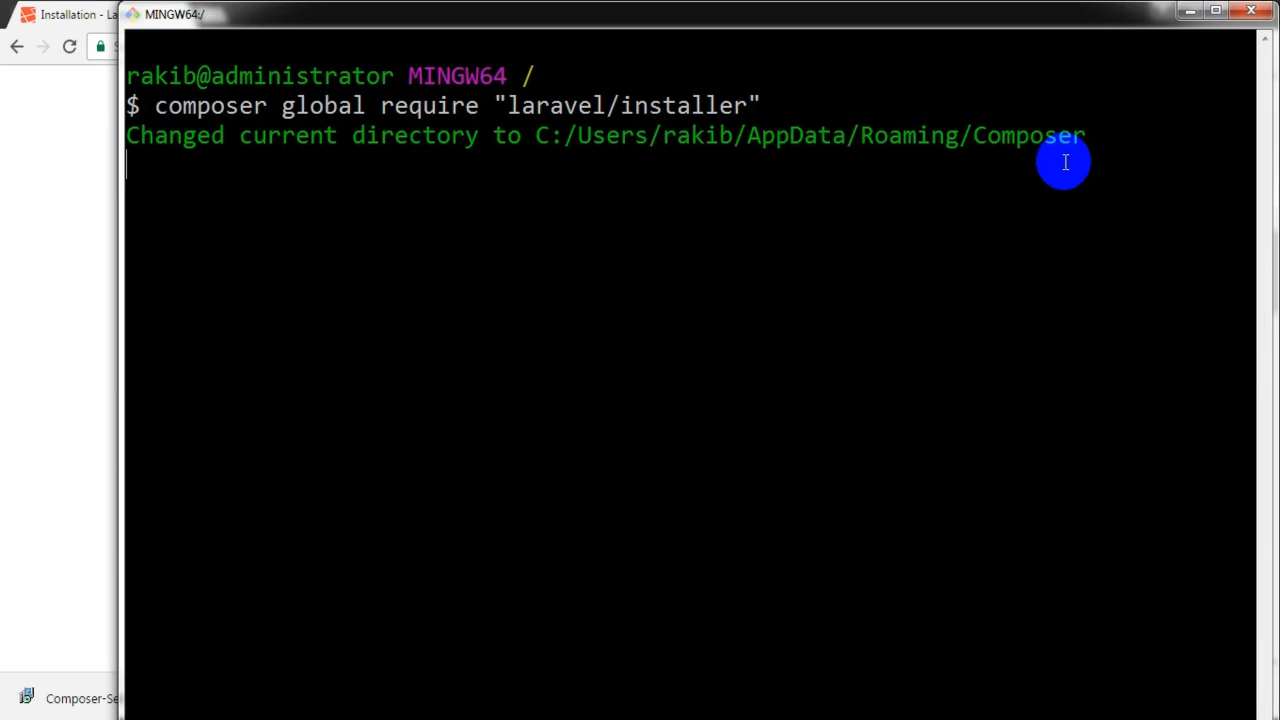 Installation - La
MINGW64:/
rakib@administrator MINGW64 /
$ composer global require "laravel/installer"
Changed current directory to C:/Users/rakib/AppData/Roaming/Composer
Composer-Se